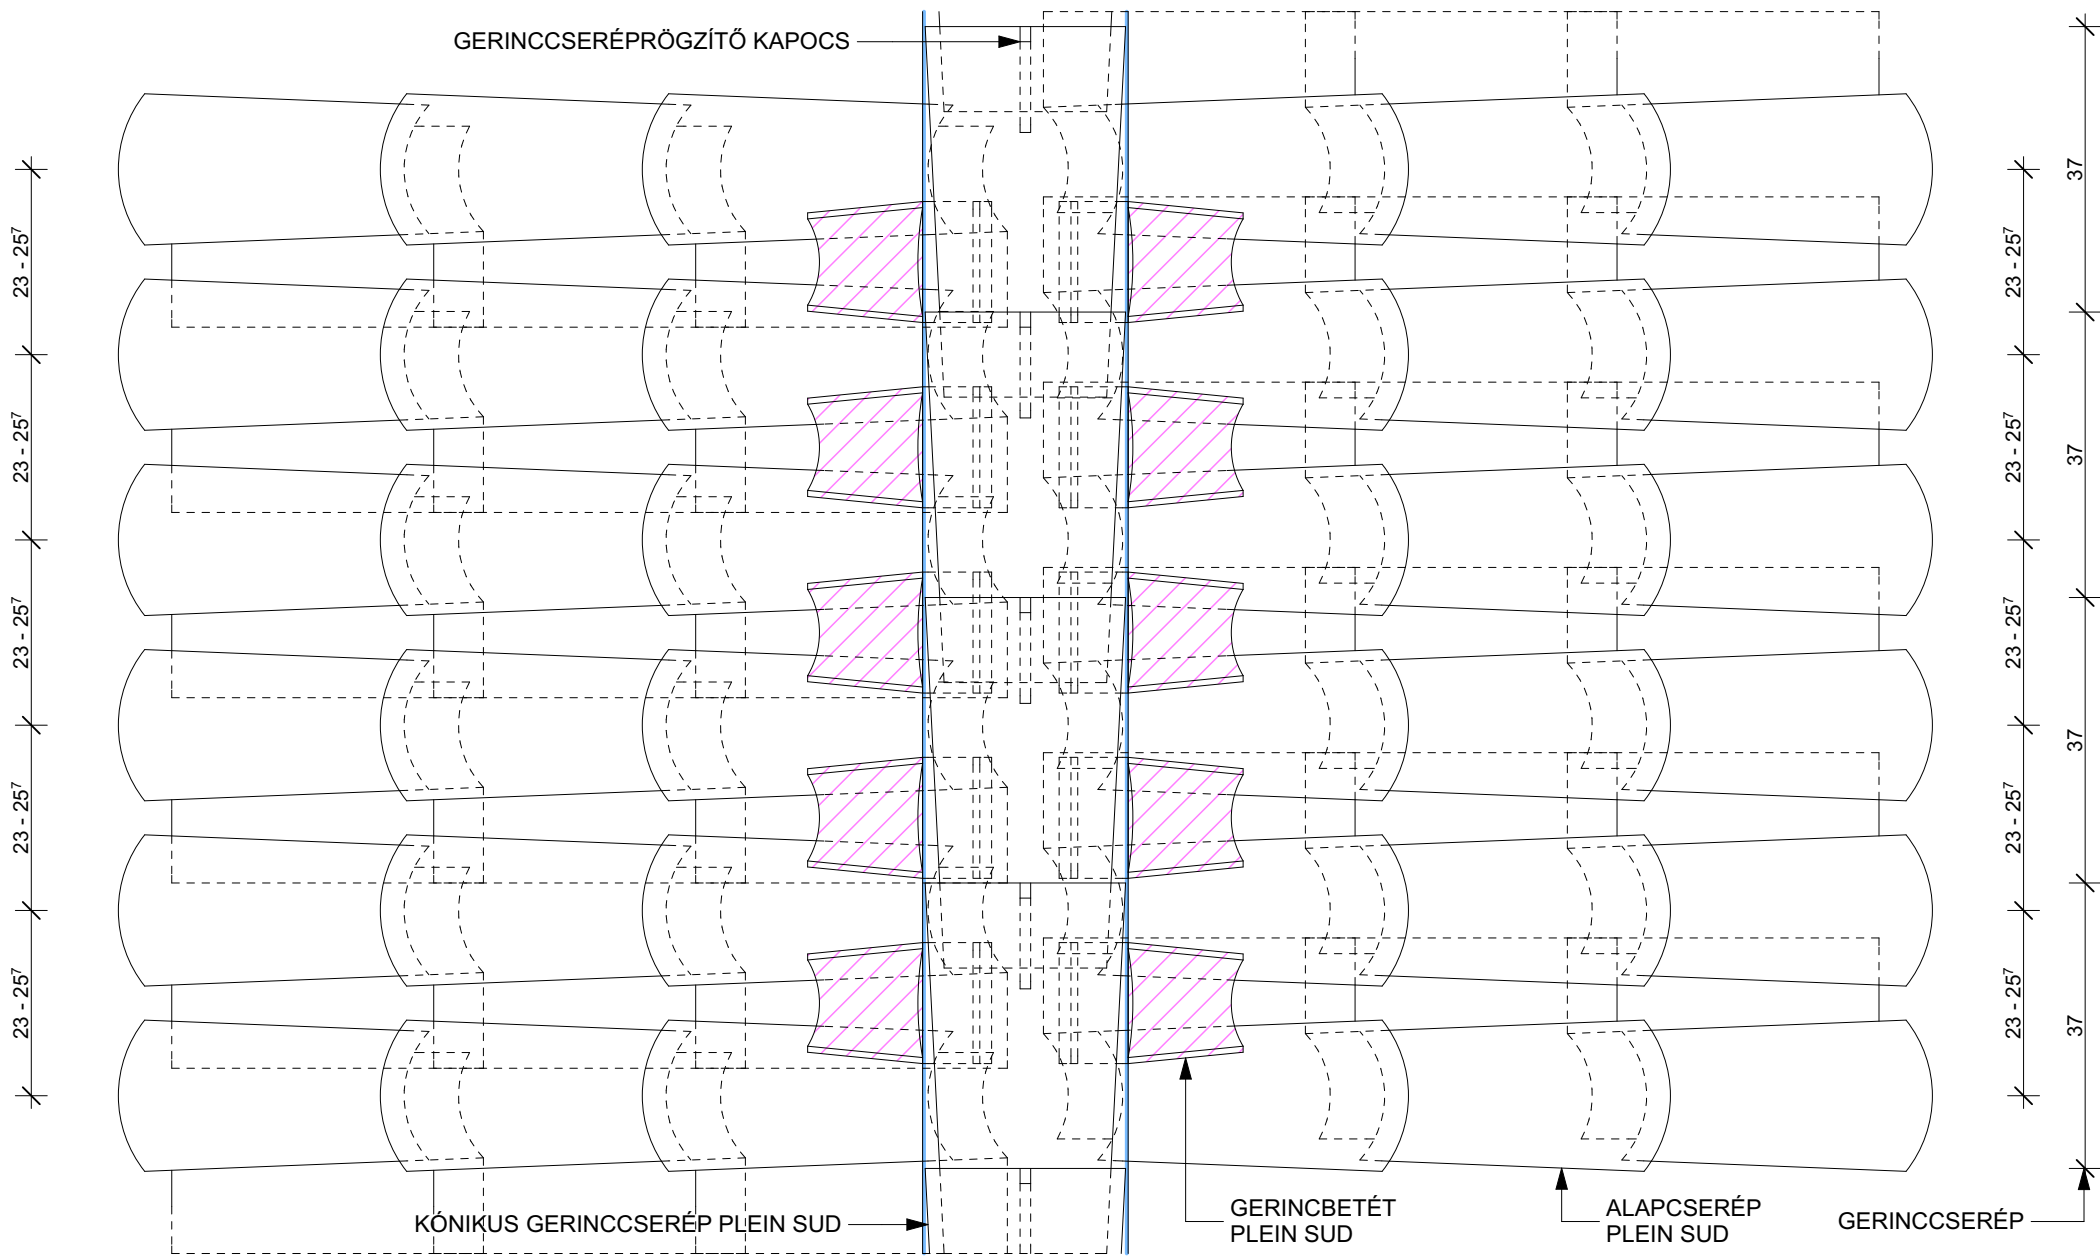 GERINCCSERÉPRÖGZÍTŐ KAPOCS
37
23 - 25⁷
23 - 25⁷
23 - 25⁷
23 - 25⁷
37
23 - 25⁷
23 - 25⁷
37
23 - 25⁷
23 - 25⁷
23 - 25⁷
23 - 25⁷
37
KÓNIKUS GERINCCSERÉP PLEIN SUD
GERINCBETÉT
PLEIN SUD
ALAPCSERÉP
PLEIN SUD
GERINCCSERÉP